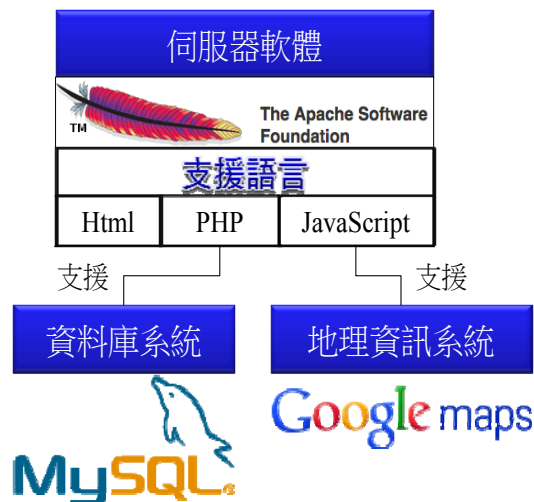 伺服器軟體
TM
The Apache Software
Foundation
支援語言
Html PHP JavaScript
支援 支援
資料庫系統 地理資訊系統
Google maps
MySQL